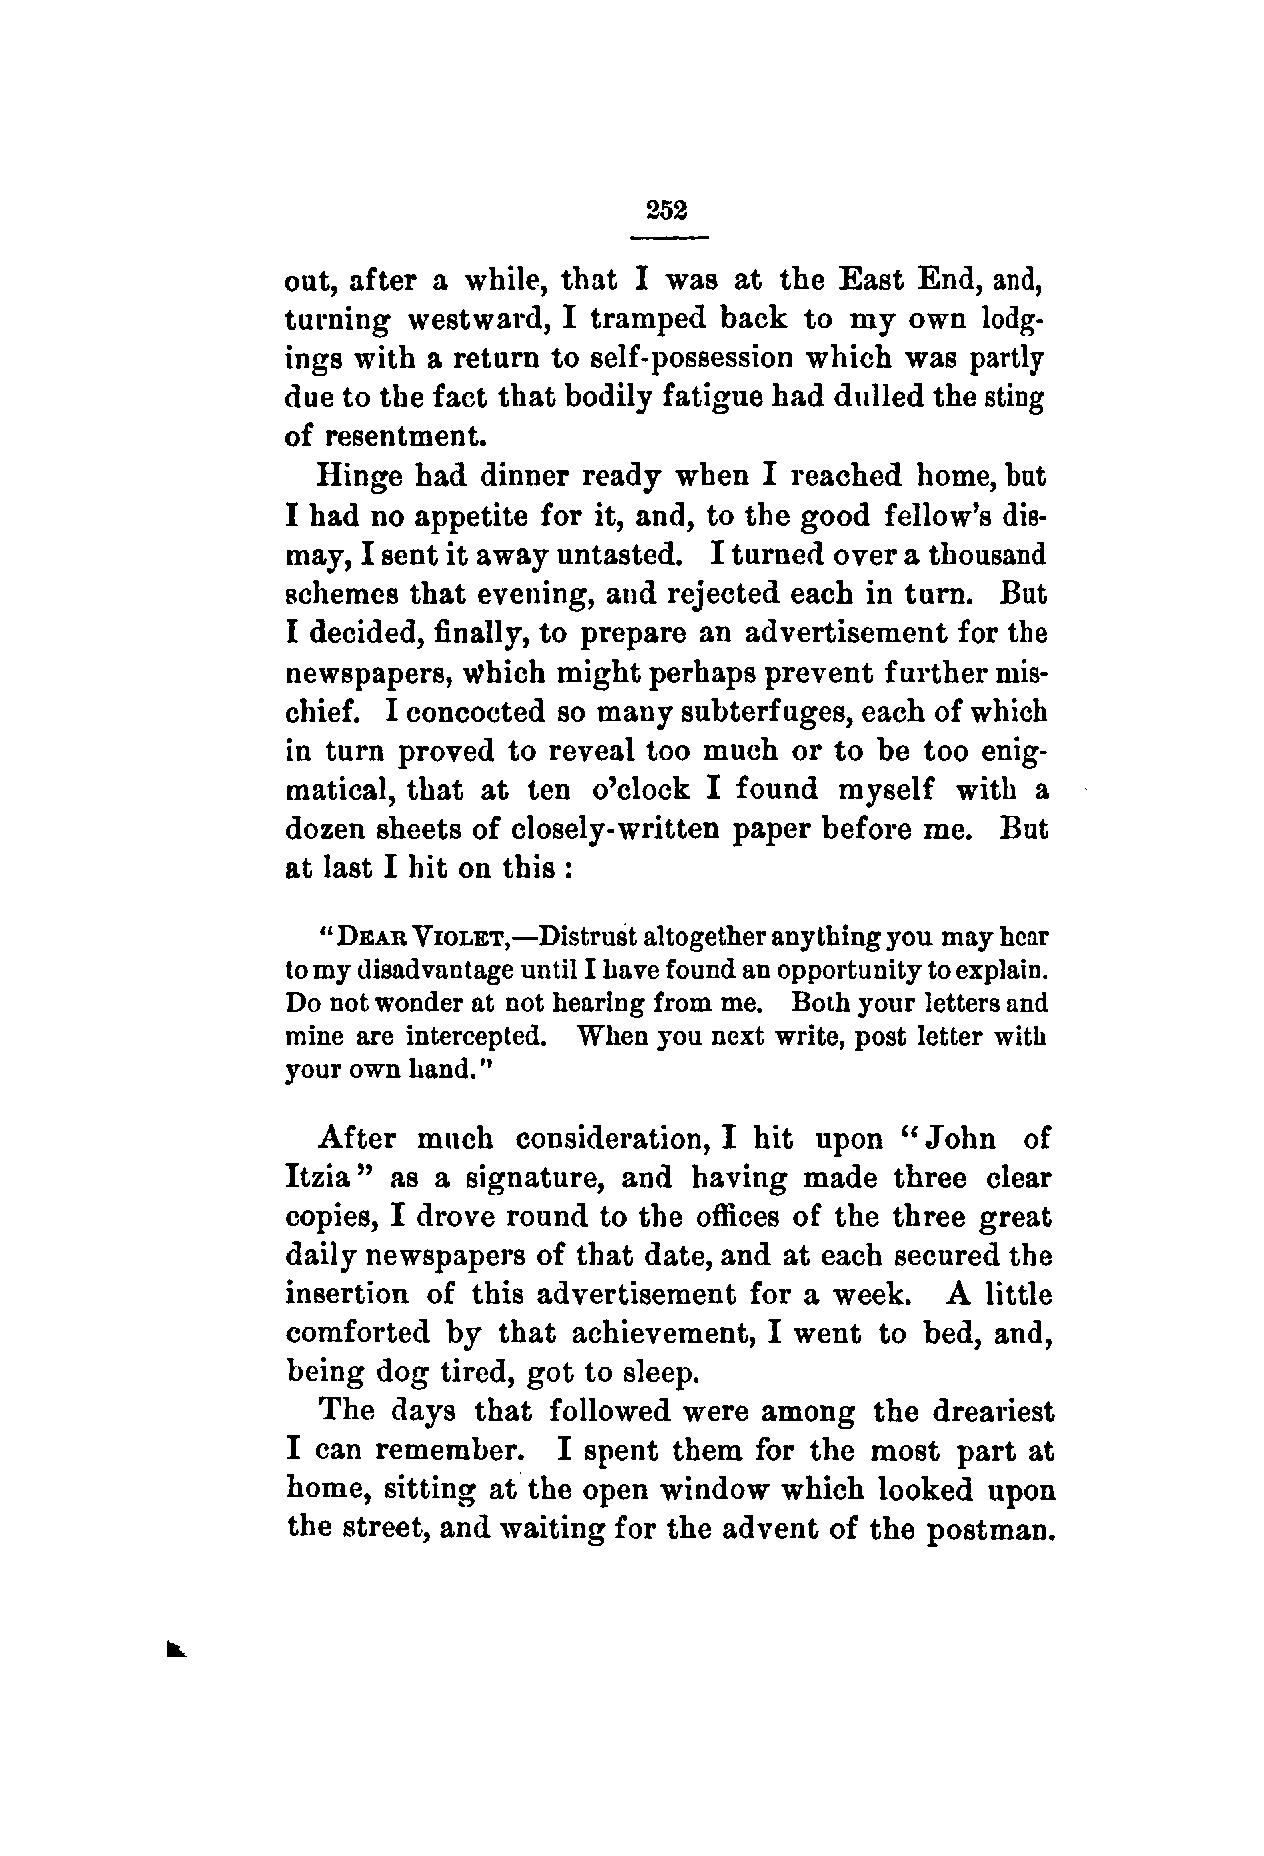 252
out, after a while, that I was at the East End, and,
turning westward, I tramped back to my own lodg-
ings with a return to self-possession which was partly
due to the fact that bodily fatigue had dulled the sting
of resentment.
Hinge had dinner ready when I reached home, but
I had no appetite for it, and, to the good fellow's dis-
may, I sent it away untasted. I turned over a thousand
schemes that evening, and rejected each in turn. But
I decided, finally, to prepare an advertisement for the
newspapers, which might perhaps prevent further mis-
chief. I concocted so many subterfuges, each of which
in turn proved to reveal too much or to be too enig-
matical, that at ten o'clock I found myself with a
dozen sheets of closely-written paper before me. But
at last I hit on this :
"DEAR VIOLET,—Distrust altogether anything you may hear
to my disadvantage until I have found an opportunity to explain.
Do not wonder at not hearing from me. Both your letters and
mine are intercepted. When you next write, post letter with
your own hand."
After much consideration, I hit upon "John of
Itzia" as a signature, and having made three clear
copies, I drove round to the offices of the three great
daily newspapers of that date, and at each secured the
insertion of this advertisement for a week. A little
comforted by that achievement, I went to bed, and,
being dog tired, got to sleep.
The days that followed were among the dreariest
I can remember. I spent them for the most part at
home, sitting at the open window which looked upon
the street, and waiting for the advent of the postman.